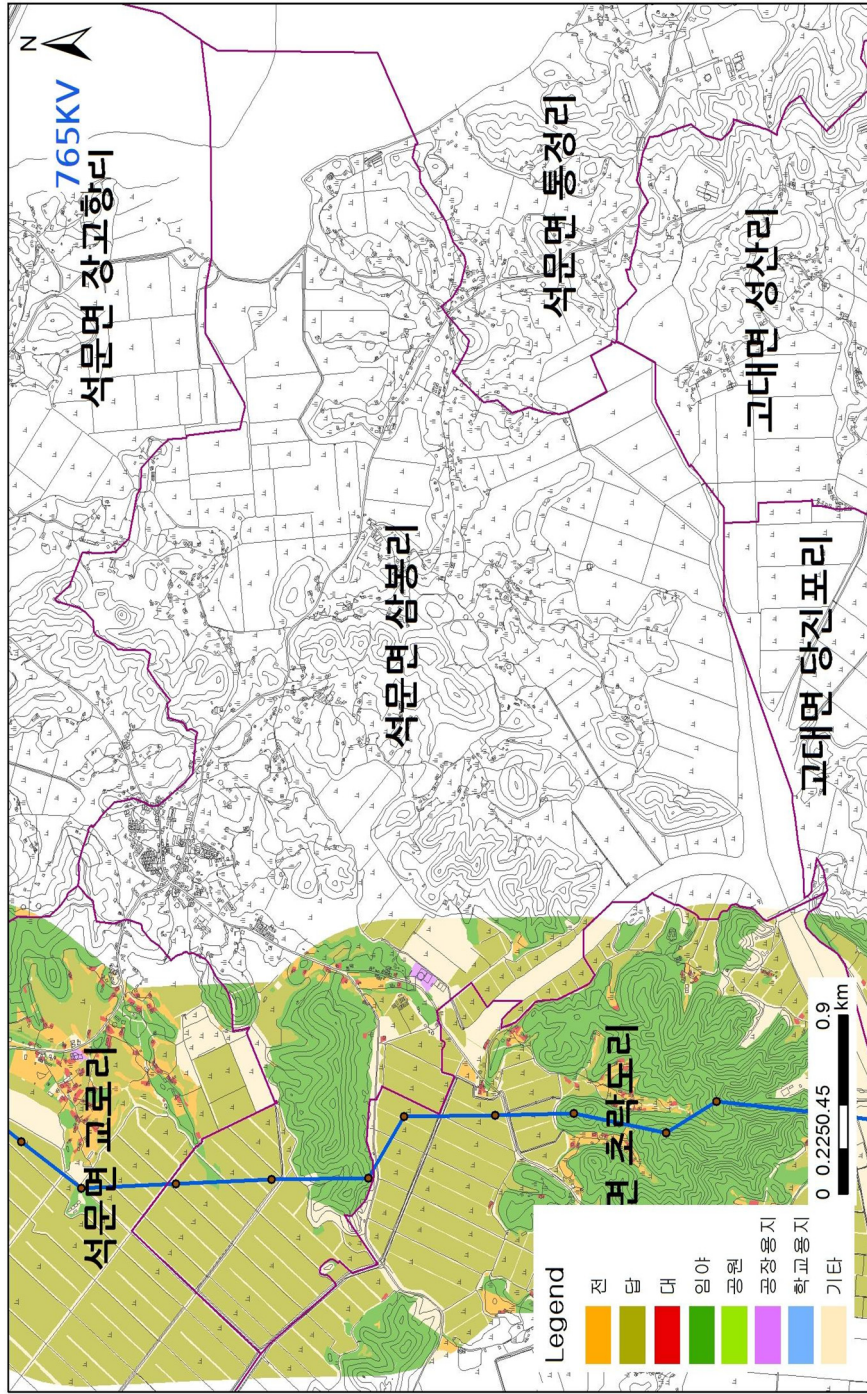 N
765KV
석문면 장고항리
석문면 통정리
고대면 성산리
석문면 삼봉리
고대면 당진포리
석문면 교로리
면 초락도리
Legend
전
답
대
임야
공원
공장용지
학교용지
기타
0 0.2250.45 0.9
km